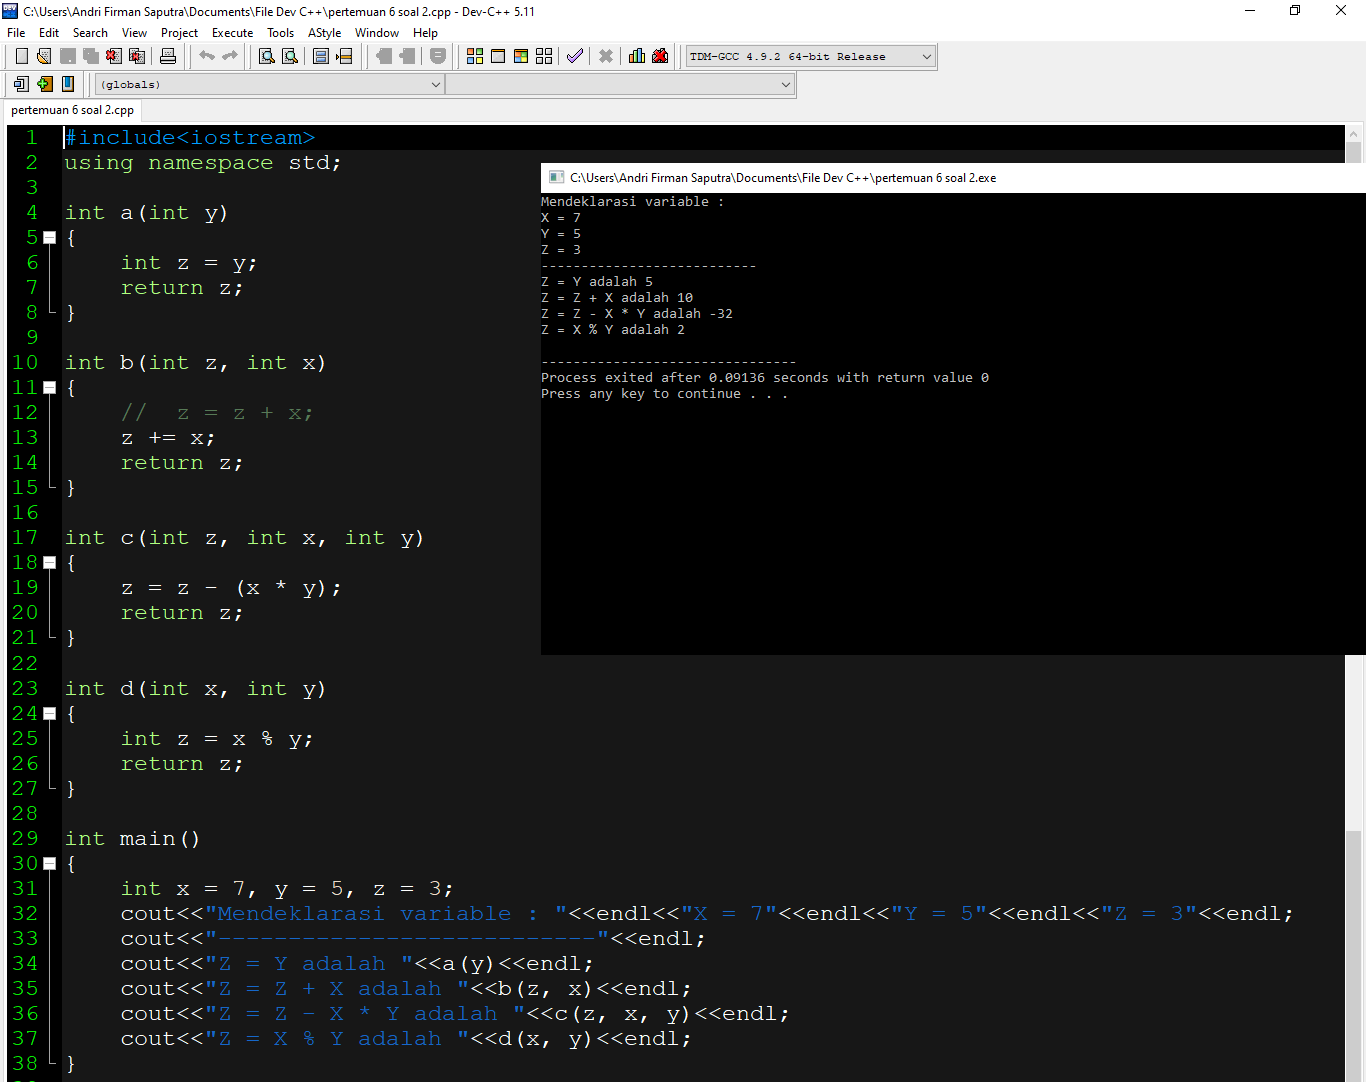 C:\Users\Andri Firman Saputra\Documents\File Dev C++\pertemuan 6 soal 2.cpp - Dev-C++ 5.11
File Edit Search View Project Execute Tools AStyle Window Help
TDM-GCC 4.9.2 64-bit Release
(globals)
pertemuan 6 soal 2.cpp
1 #include<iostream>
2 using namespace std;
3
4 int a(int y)
5 {
6     int z = y;
7     return z;
8 }
9
10 int b(int z, int x)
11 {
12     //  z = z + x;
13     z += x;
14     return z;
15 }
16
17 int c(int z, int x, int y)
18 {
19     z = z - (x * y);
20     return z;
21 }
22
23 int d(int x, int y)
24 {
25     int z = x % y;
26     return z;
27 }
28
29 int main()
30 {
31     int x = 7, y = 5, z = 3;
32     cout<<"Mendeklarasi variable : "<<endl<<"X = 7"<<endl<<"Y = 5"<<endl<<"Z = 3"<<endl;
33     cout<<"---------------------------"<<endl;
34     cout<<"Z = Y adalah "<<a(y)<<endl;
35     cout<<"Z = Z + X adalah "<<b(z, x)<<endl;
36     cout<<"Z = Z - X * Y adalah "<<c(z, x, y)<<endl;
37     cout<<"Z = X % Y adalah "<<d(x, y)<<endl;
38 }
C:\Users\Andri Firman Saputra\Documents\File Dev C++\pertemuan 6 soal 2.exe
Mendeklarasi variable :
X = 7
Y = 5
Z = 3
---------------------------
Z = Y adalah 5
Z = Z + X adalah 10
Z = Z - X * Y adalah -32
Z = X % Y adalah 2
--------------------------------
Process exited after 0.09136 seconds with return value 0
Press any key to continue . . .